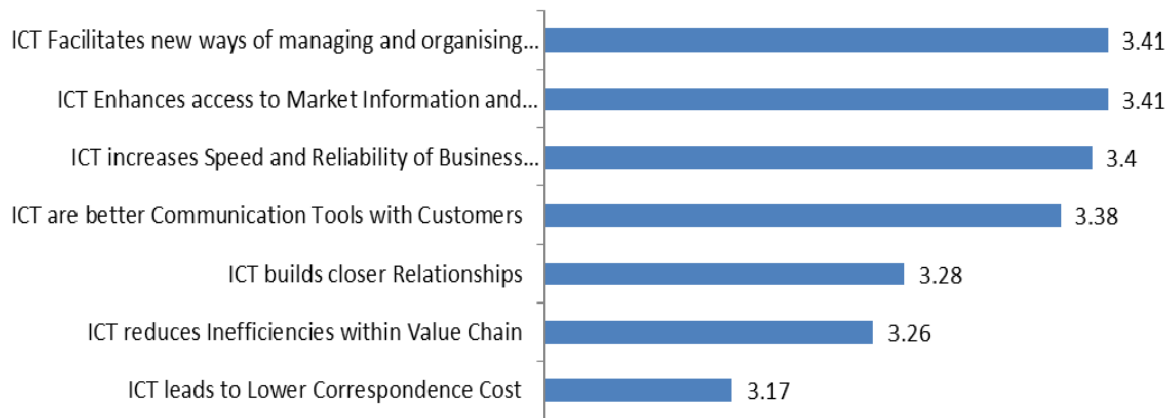 ICT Facilitates new ways of managing and organising... 3.41
ICT Enhances access to Market Information and... 3.41
ICT increases Speed and Reliability of Business... 3.4
ICT are better Communication Tools with Customers 3.38
ICT builds closer Relationships 3.28
ICT reduces Inefficiencies within Value Chain 3.26
ICT leads to Lower Correspondence Cost 3.17